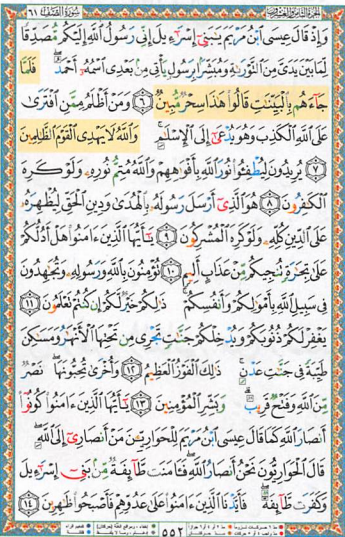 سورة الصف ٦١
الجزء الثامن والعشرون
وَإِذْ قَالَ عِيسَى ٱبْنُ مَرْيَمَ يَٰبَنِىٓ إِسْرَٰٓءِيلَ إِنِّى رَسُولُ ٱللَّهِ إِلَيْكُم مُّصَدِّقًا
لِّمَا بَيْنَ يَدَىَّ مِنَ ٱلتَّوْرَىٰةِ وَمُبَشِّرًۢا بِرَسُولٍ يَأْتِى مِنۢ بَعْدِى ٱسْمُهُۥٓ أَحْمَدُ ۖ فَلَمَّا
جَآءَهُم بِٱلْبَيِّنَٰتِ قَالُوا۟ هَٰذَا سِحْرٌ مُّبِينٌ ۝٦ وَمَنْ أَظْلَمُ مِمَّنِ ٱفْتَرَىٰ
عَلَى ٱللَّهِ ٱلْكَذِبَ وَهُوَ يُدْعَىٰٓ إِلَى ٱلْإِسْلَٰمِ ۚ وَٱللَّهُ لَا يَهْدِى ٱلْقَوْمَ ٱلظَّٰلِمِينَ
۝٧ يُرِيدُونَ لِيُطْفِـُٔوا۟ نُورَ ٱللَّهِ بِأَفْوَٰهِهِمْ وَٱللَّهُ مُتِمُّ نُورِهِۦ وَلَوْ كَرِهَ
ٱلْكَٰفِرُونَ ۝٨ هُوَ ٱلَّذِىٓ أَرْسَلَ رَسُولَهُۥ بِٱلْهُدَىٰ وَدِينِ ٱلْحَقِّ لِيُظْهِرَهُۥ
عَلَى ٱلدِّينِ كُلِّهِۦ وَلَوْ كَرِهَ ٱلْمُشْرِكُونَ ۝٩ يَٰٓأَيُّهَا ٱلَّذِينَ ءَامَنُوا۟ هَلْ أَدُلُّكُمْ
عَلَىٰ تِجَٰرَةٍ تُنجِيكُم مِّنْ عَذَابٍ أَلِيمٍ ۝١٠ تُؤْمِنُونَ بِٱللَّهِ وَرَسُولِهِۦ وَتُجَٰهِدُونَ
فِى سَبِيلِ ٱللَّهِ بِأَمْوَٰلِكُمْ وَأَنفُسِكُمْ ۚ ذَٰلِكُمْ خَيْرٌ لَّكُمْ إِن كُنتُمْ تَعْلَمُونَ ۝١١
يَغْفِرْ لَكُمْ ذُنُوبَكُمْ وَيُدْخِلْكُمْ جَنَّٰتٍ تَجْرِى مِن تَحْتِهَا ٱلْأَنْهَٰرُ وَمَسَٰكِنَ
طَيِّبَةً فِى جَنَّٰتِ عَدْنٍ ۚ ذَٰلِكَ ٱلْفَوْزُ ٱلْعَظِيمُ ۝١٢ وَأُخْرَىٰ تُحِبُّونَهَا ۖ نَصْرٌ
مِّنَ ٱللَّهِ وَفَتْحٌ قَرِيبٌ ۗ وَبَشِّرِ ٱلْمُؤْمِنِينَ ۝١٣ يَٰٓأَيُّهَا ٱلَّذِينَ ءَامَنُوا۟ كُونُوٓا۟
أَنصَارَ ٱللَّهِ كَمَا قَالَ عِيسَى ٱبْنُ مَرْيَمَ لِلْحَوَارِيِّـۧنَ مَنْ أَنصَارِىٓ إِلَى ٱللَّهِ ۖ
قَالَ ٱلْحَوَارِيُّونَ نَحْنُ أَنصَارُ ٱللَّهِ ۖ فَـَٔامَنَت طَّآئِفَةٌ مِّنۢ بَنِىٓ إِسْرَٰٓءِيلَ
وَكَفَرَت طَّآئِفَةٌ ۖ فَأَيَّدْنَا ٱلَّذِينَ ءَامَنُوا۟ عَلَىٰ عَدُوِّهِمْ فَأَصْبَحُوا۟ ظَٰهِرِينَ ۝١٤
٥٥٢